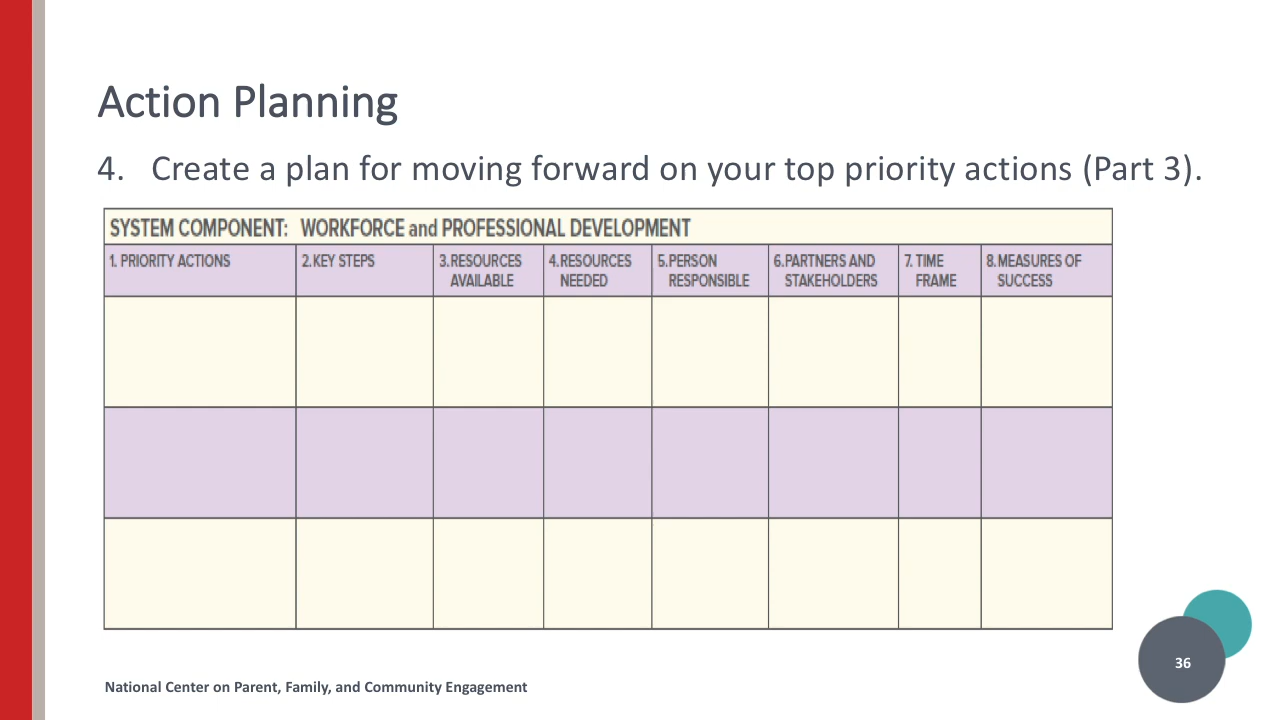 Action Planning
4. Create a plan for moving forward on your top priority actions (Part 3).
SYSTEM COMPONENT: WORKFORCE and PROFESSIONAL DEVELOPMENT
1. PRIORITY ACTIONS
2. KEY STEPS
3. RESOURCES
AVAILABLE
4. RESOURCES
NEEDED
5. PERSON
RESPONSIBLE
6. PARTNERS AND
STAKEHOLDERS
7. TIME
FRAME
8. MEASURES OF
SUCCESS
36
National Center on Parent, Family, and Community Engagement